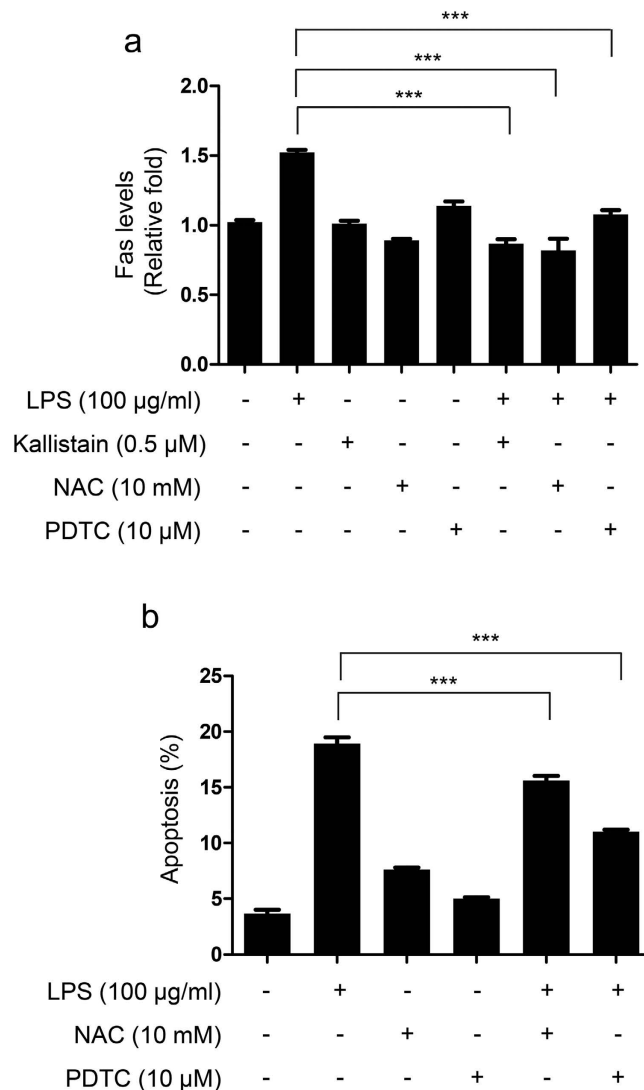 a
***
***
***
2.0
1.5
1.0
0.5
0.0
Fas levels
(Relative fold)
LPS (100 µg/ml) - + - - - + + +
Kallistain (0.5 µM) - - + - - + - -
NAC (10 mM) - - - + - - + -
PDTC (10 µM) - - - - + - - +
b
***
***
25
20
15
10
5
0
Apoptosis (%)
LPS (100 µg/ml) - + - - + +
NAC (10 mM) - - + - + -
PDTC (10 µM) - - - + - +